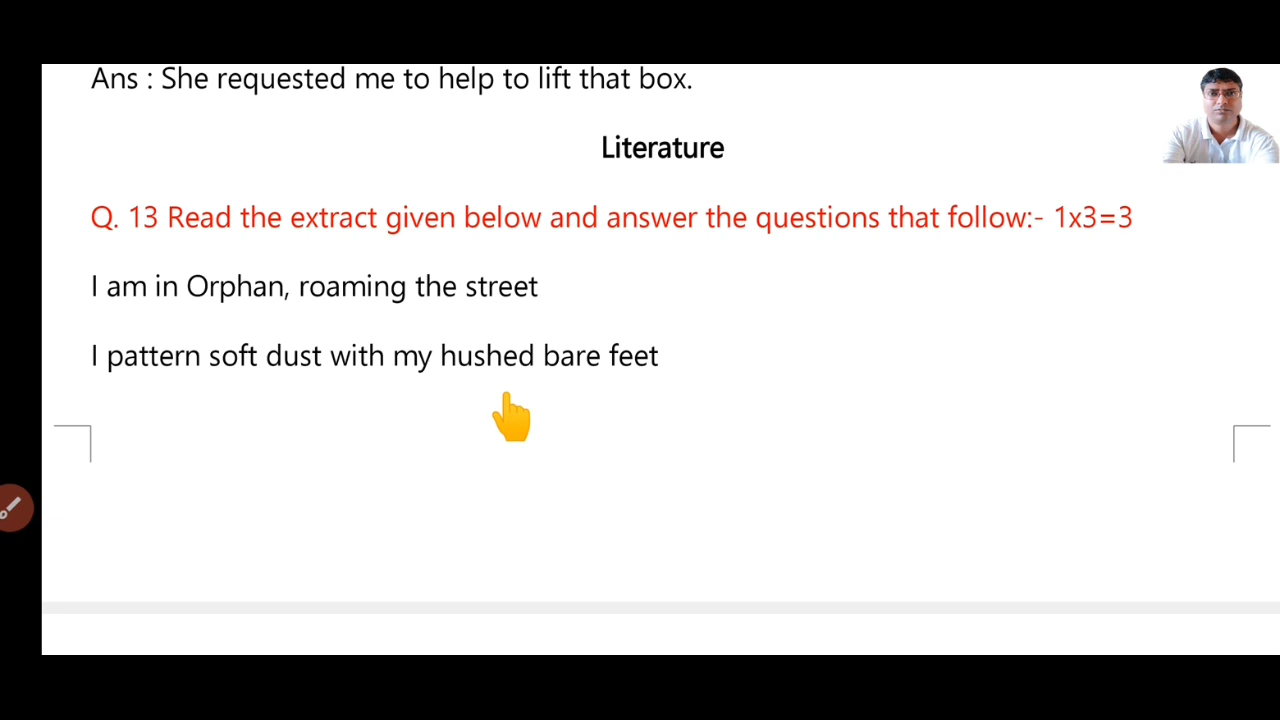 Ans : She requested me to help to lift that box.
Literature
Q. 13 Read the extract given below and answer the questions that follow:- 1x3=3
I am in Orphan, roaming the street
I pattern soft dust with my hushed bare feet